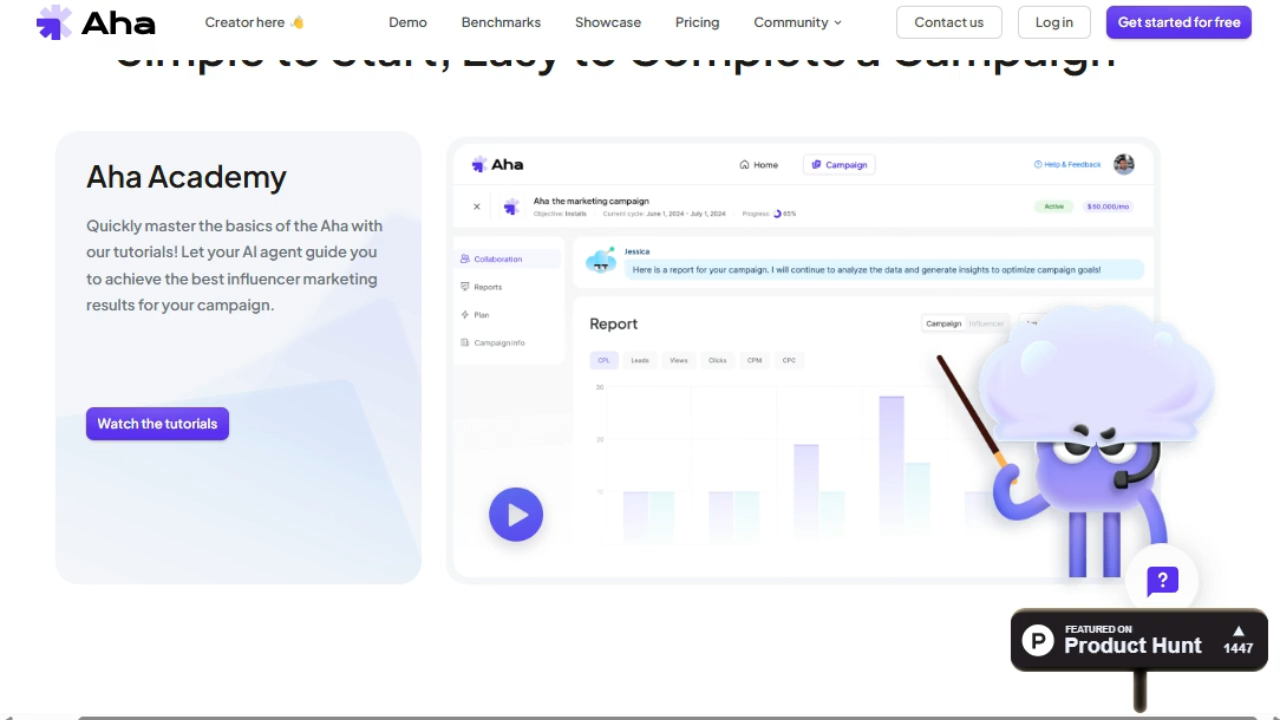 Aha
Creator here
Demo
Benchmarks
Showcase
Pricing
Community
Contact us
Log in
Get started for free
Simple to Start, Easy to Complete a Campaign
Aha Academy
Quickly master the basics of the Aha with
our tutorials! Let your AI agent guide you
to achieve the best influencer marketing
results for your campaign.
Watch the tutorials
Aha
Home
Campaign
Help & Feedback
Aha the marketing campaign
Objective: Installs
Current cycle: June 1, 2024 - July 1, 2024
Progress: 65%
Active
$50,000/mo
Collaboration
Reports
Plan
Campaign info
Jessica
Here is a report for your campaign. I will continue to analyze the data and generate insights to optimize campaign goals!
Report
Campaign
Influencer
CPL
Leads
Views
Clicks
CPM
CPC
30
20
10
?
P
FEATURED ON
Product Hunt
1447